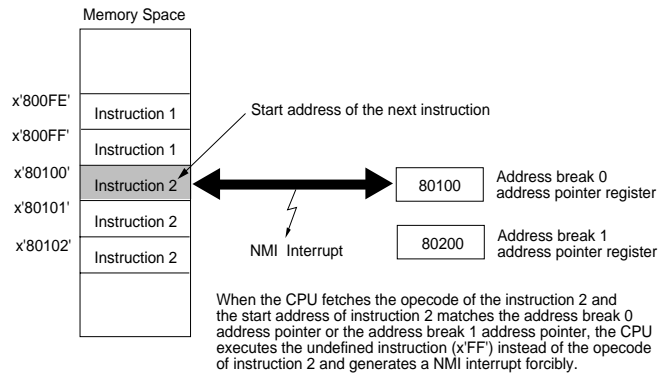 Memory Space
x'800FE'
Instruction 1
Start address of the next instruction
x'800FF'
Instruction 1
x'80100'
Instruction 2
80100
Address break 0
address pointer register
x'80101'
Instruction 2
NMI Interrupt
80200
Address break 1
address pointer register
x'80102'
Instruction 2
When the CPU fetches the opecode of the instruction 2 and
the start address of instruction 2 matches the address break 0
address pointer or the address break 1 address pointer, the CPU
executes the undefined instruction (x'FF') instead of the opecode
of instruction 2 and generates a NMI interrupt forcibly.